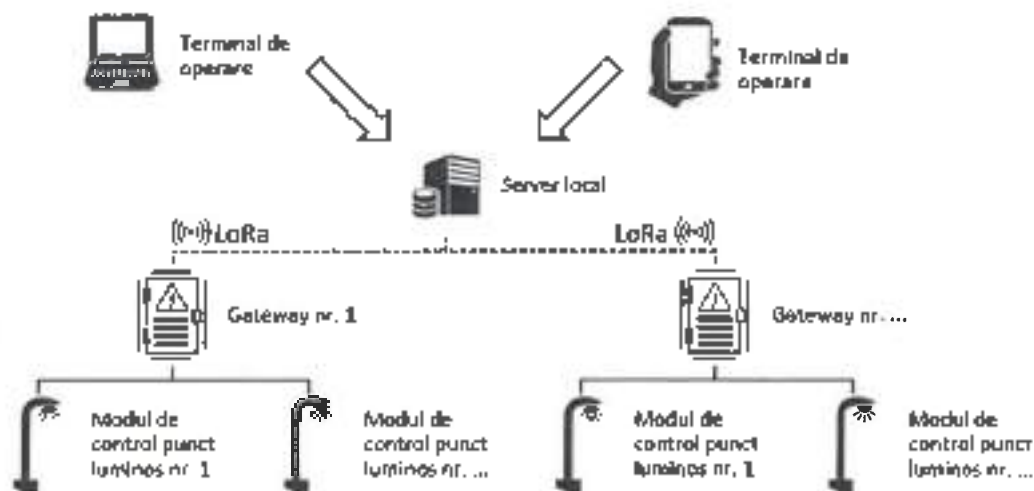 Terminal de
operare
Terminal de
operare
Server local
LoRa
LoRa
Gateway nr. 1
Gateway nr. ...
Modul de
control punct
luminos nr. 1
Modul de
control punct
luminos nr. ...
Modul de
control punct
luminos nr. 1
Modul de
control punct
luminos nr. ...